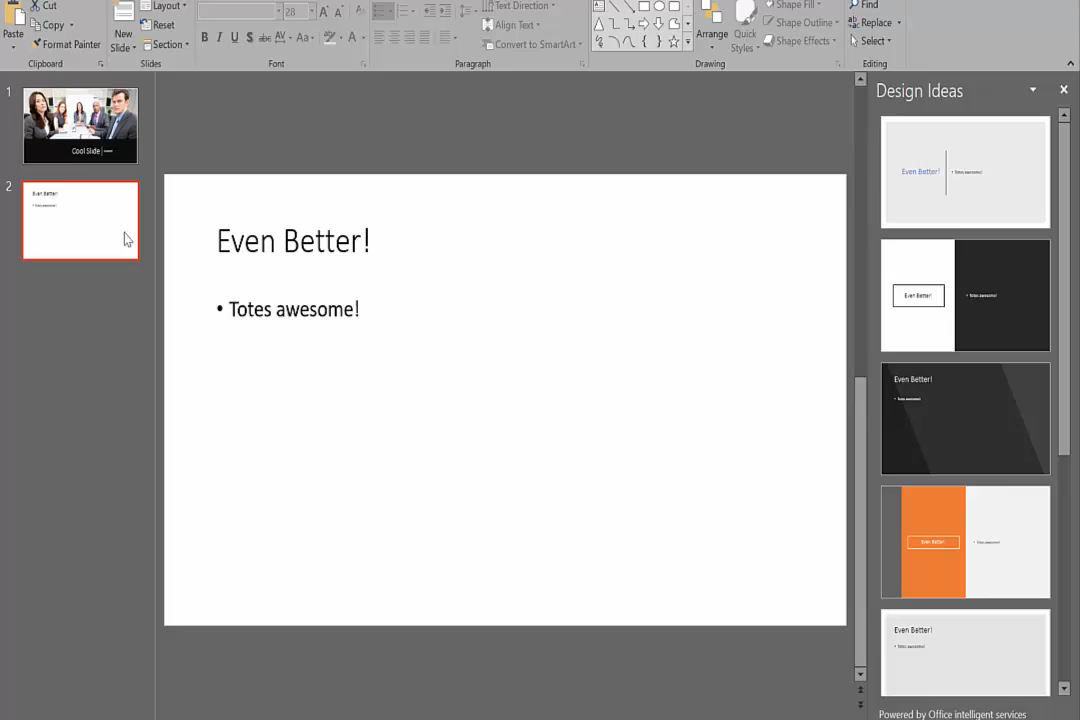 Cut
Layout
Reset
Copy
Paste
Format Painter
New
Slide
Section
Clipboard
Slides
28
B I U S abc AV Aa A
Font
Text Direction
Align Text
Convert to SmartArt
Paragraph
Arrange
Quick
Styles
Shape Fill
Shape Outline
Shape Effects
Drawing
Find
Replace
Select
Editing
1
Cool Slide
2
Even Better!
• Totes awesome!
Even Better!
• Totes awesome!
Design Ideas
Even Better!
• Totes awesome!
Even Better!
• Totes awesome!
Even Better!
• Totes awesome!
Even Better!
• Totes awesome!
Even Better!
• Totes awesome!
Powered by Office intelligent services